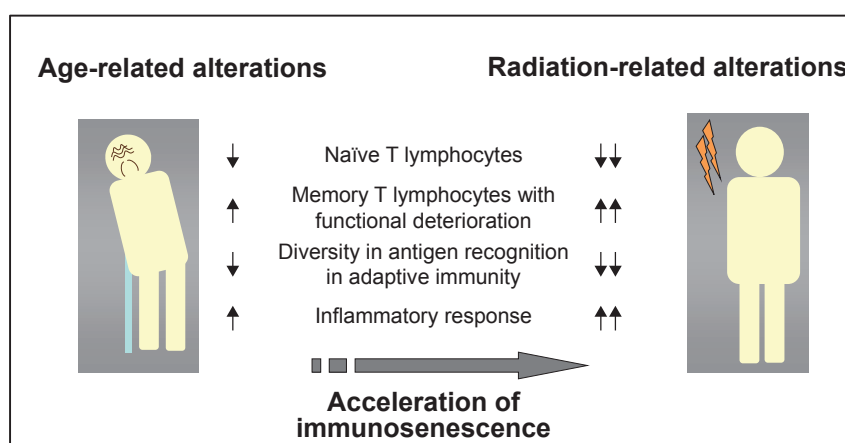 Age-related alterations
Radiation-related alterations
↓ Naïve T lymphocytes ↓↓
↑ Memory T lymphocytes with
functional deterioration ↑↑
↓ Diversity in antigen recognition
in adaptive immunity ↓↓
↑ Inflammatory response ↑↑
Acceleration of
immunosenescence